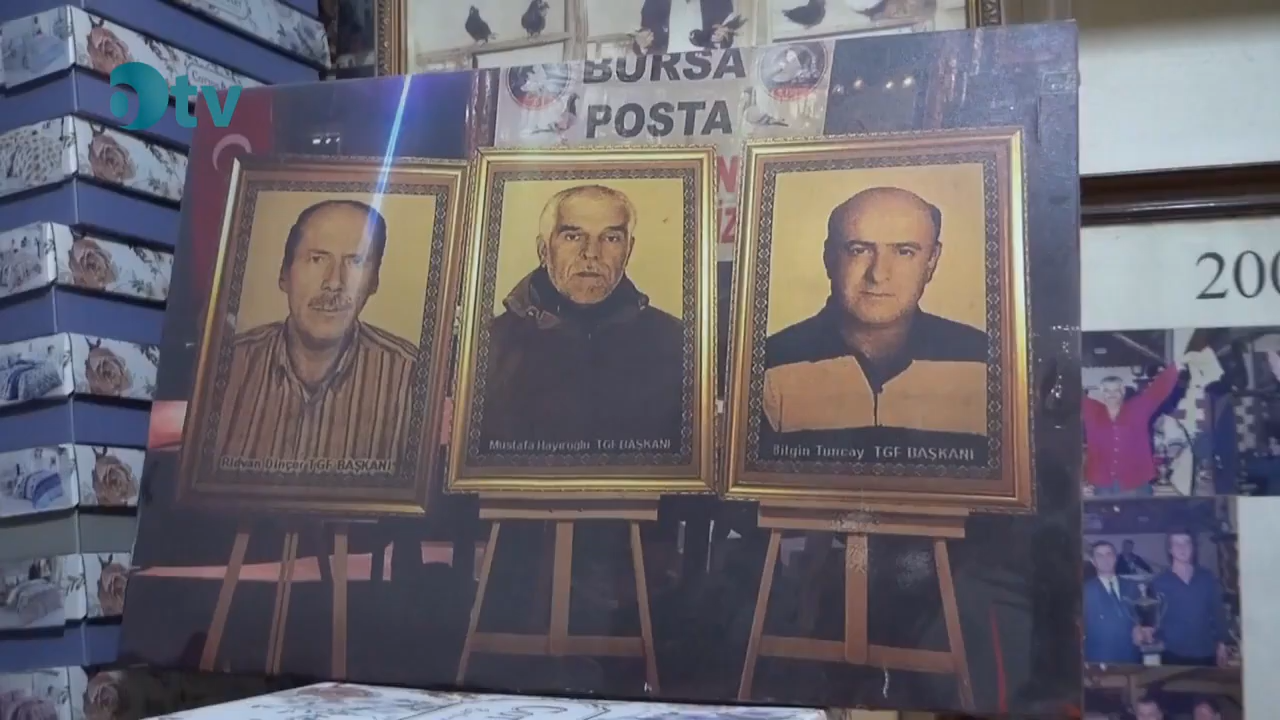 tv
BURSA
POSTA
200
Rıdvan Dinçer TGF BAŞKANI
Mustafa Hayıroğlu TGF BAŞKANI
Bilgin Tuncay TGF BAŞKANI